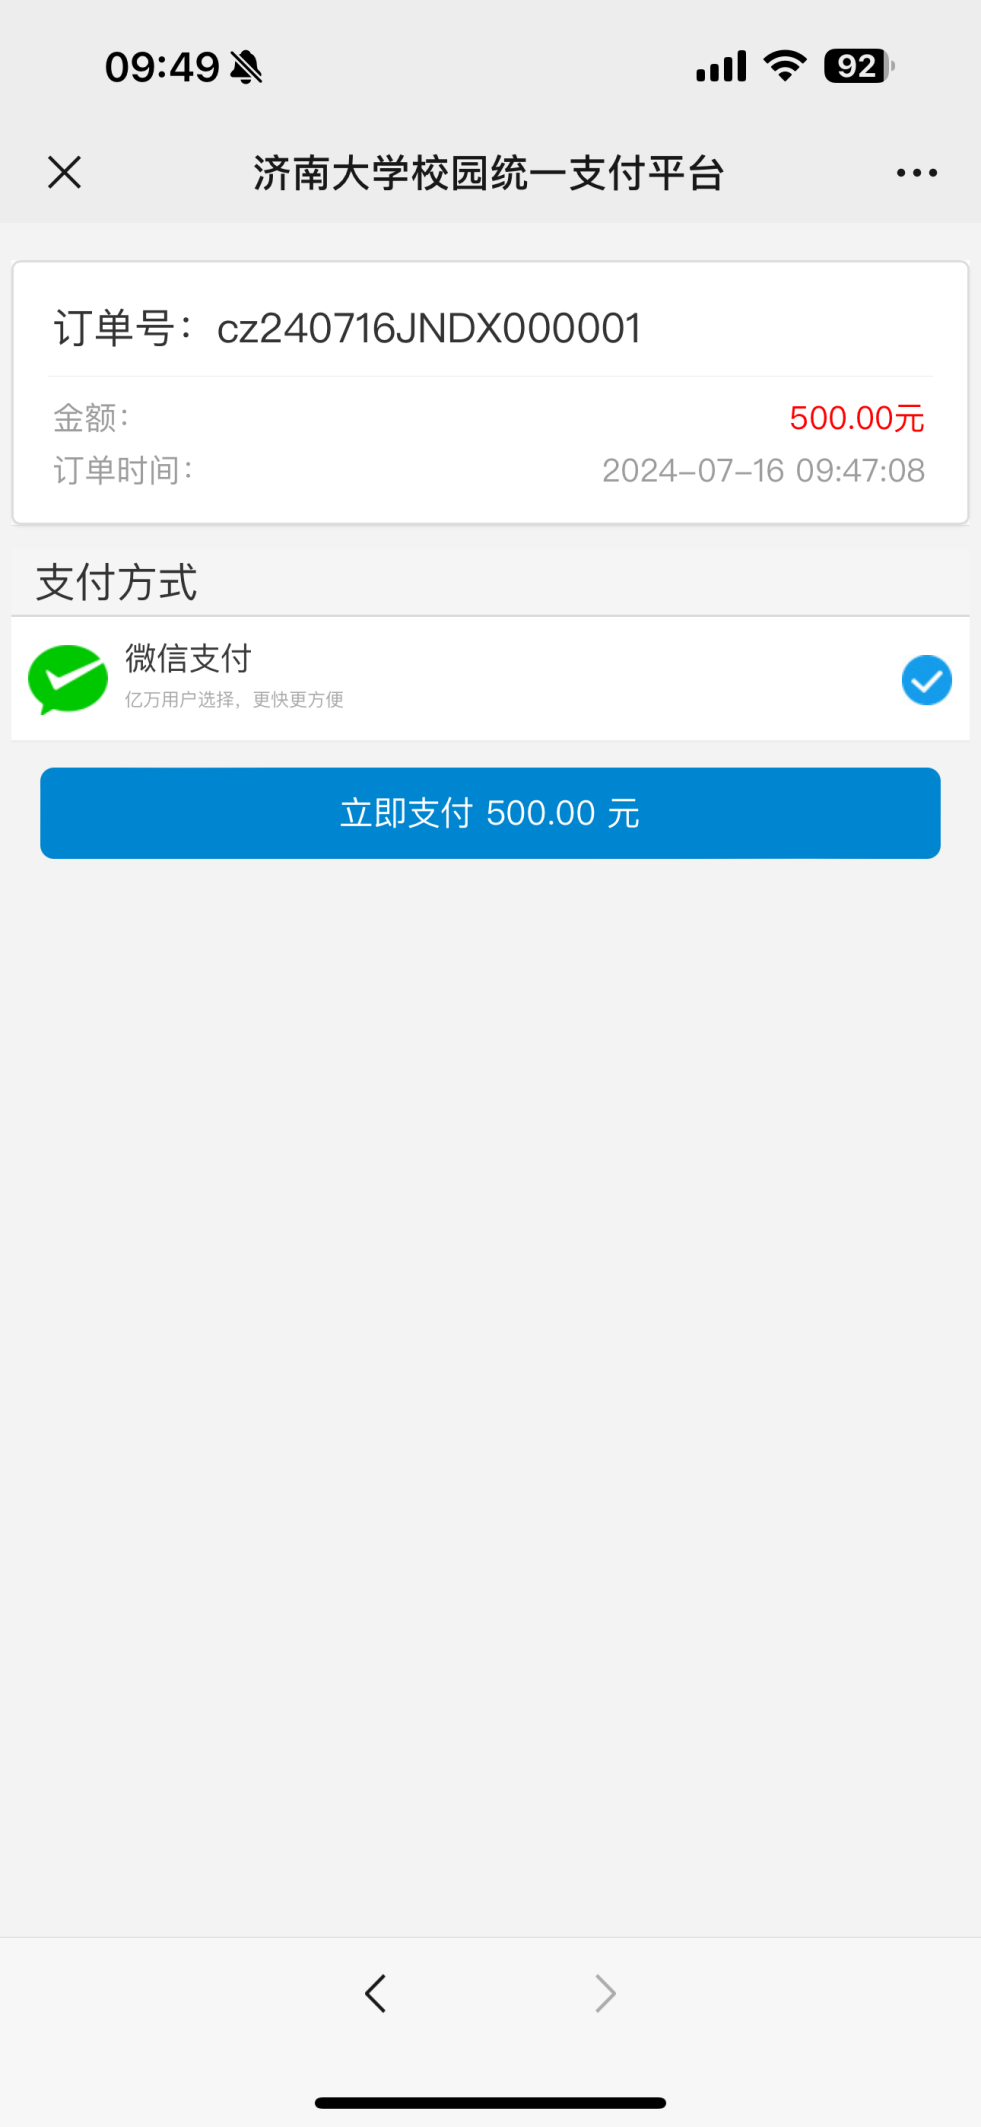 09:49
92
济南大学校园统一支付平台
订单号：cz240716JNDX000001
金额：
500.00元
订单时间：
2024-07-16 09:47:08
支付方式
微信支付
亿万用户选择，更快更方便
立即支付 500.00 元